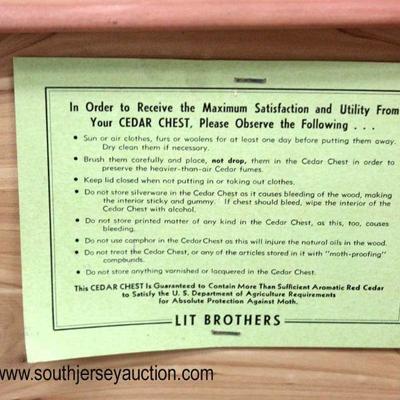 In Order to Receive the Maximum Satisfaction and Utility From
Your CEDAR CHEST, Please Observe the Following . . .
● Sun or air clothes, furs or woolens for at least one day before putting them away.
Dry clean them if necessary.
● Brush them carefully and place, not drop, them in the Cedar Chest in order to
preserve the heavier-than-air Cedar fumes.
● Keep lid closed when not putting in or taking out clothes.
● Do not store silverware in the Cedar Chest as it causes bleeding of the wood, making
the interior sticky and gummy. If chest should bleed, wipe the interior of the
Cedar Chest with alcohol.
● Do not store printed matter of any kind in the Cedar Chest, as this, too, causes
bleeding.
● Do not use camphor in the Cedar Chest as this will injure the natural oils in the wood.
● Do not treat the Cedar Chest, or any of the articles stored in it with "moth-proofing"
compounds.
● Do not store anything varnished or lacquered in the Cedar Chest.
This CEDAR CHEST Is Guaranteed to Contain More Than Sufficient Aromatic Red Cedar
to Satisfy the U. S. Department of Agriculture Requirements
for Absolute Protection Against Moth.
LIT BROTHERS
www.southjerseyauction.com